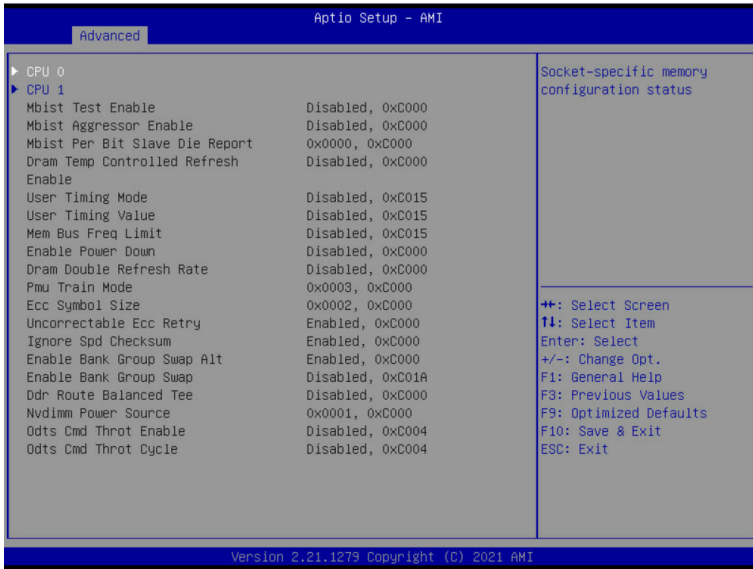 Aptio Setup – AMI
Advanced
CPU 0
CPU 1
Mbist Test Enable Disabled, 0xC000
Mbist Aggressor Enable Disabled, 0xC000
Mbist Per Bit Slave Die Report 0x0000, 0xC000
Dram Temp Controlled Refresh Disabled, 0xC000
Enable
User Timing Mode Disabled, 0xC015
User Timing Value Disabled, 0xC015
Mem Bus Freq Limit Disabled, 0xC015
Enable Power Down Disabled, 0xC000
Dram Double Refresh Rate Disabled, 0xC000
Pmu Train Mode 0x0003, 0xC000
Ecc Symbol Size 0x0002, 0xC000
Uncorrectable Ecc Retry Enabled, 0xC000
Ignore Spd Checksum Enabled, 0xC000
Enable Bank Group Swap Alt Enabled, 0xC000
Enable Bank Group Swap Disabled, 0xC01A
Ddr Route Balanced Tee Disabled, 0xC000
Nvdimm Power Source 0x0001, 0xC000
Odts Cmd Throt Enable Disabled, 0xC004
Odts Cmd Throt Cycle Disabled, 0xC004
Socket-specific memory
configuration status
→←: Select Screen
↑↓: Select Item
Enter: Select
+/-: Change Opt.
F1: General Help
F3: Previous Values
F9: Optimized Defaults
F10: Save & Exit
ESC: Exit
Version 2.21.1279 Copyright (C) 2021 AMI